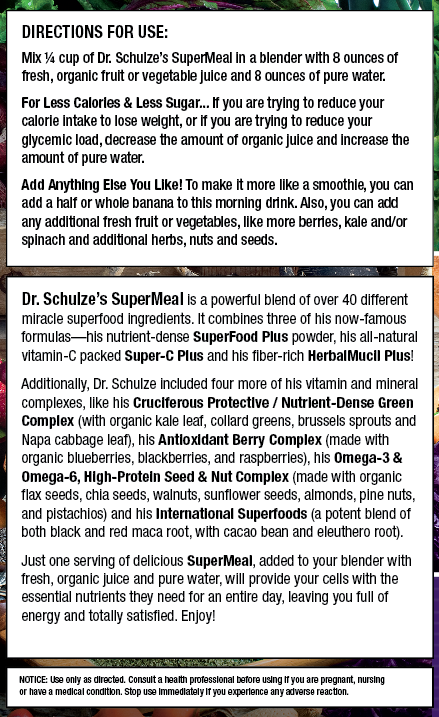 DIRECTIONS FOR USE:
Mix ¼ cup of Dr. Schulze's SuperMeal in a blender with 8 ounces of
fresh, organic fruit or vegetable juice and 8 ounces of pure water.
For Less Calories & Less Sugar... If you are trying to reduce your
calorie intake to lose weight, or if you are trying to reduce your
glycemic load, decrease the amount of organic juice and increase the
amount of pure water.
Add Anything Else You Like! To make it more like a smoothie, you can
add a half or whole banana to this morning drink. Also, you can add
any additional fresh fruit or vegetables, like more berries, kale and/or
spinach and additional herbs, nuts and seeds.
Dr. Schulze's SuperMeal is a powerful blend of over 40 different
miracle superfood ingredients. It combines three of his now-famous
formulas—his nutrient-dense SuperFood Plus powder, his all-natural
vitamin-C packed Super-C Plus and his fiber-rich HerbalMucil Plus!
Additionally, Dr. Schulze included four more of his vitamin and mineral
complexes, like his Cruciferous Protective / Nutrient-Dense Green
Complex (with organic kale leaf, collard greens, brussels sprouts and
Napa cabbage leaf), his Antioxidant Berry Complex (made with
organic blueberries, blackberries, and raspberries), his Omega-3 &
Omega-6, High-Protein Seed & Nut Complex (made with organic
flax seeds, chia seeds, walnuts, sunflower seeds, almonds, pine nuts,
and pistachios) and his International Superfoods (a potent blend of
both black and red maca root, with cacao bean and eleuthero root).
Just one serving of delicious SuperMeal, added to your blender with
fresh, organic juice and pure water, will provide your cells with the
essential nutrients they need for an entire day, leaving you full of
energy and totally satisfied. Enjoy!
NOTICE: Use only as directed. Consult a health professional before using if you are pregnant, nursing
or have a medical condition. Stop use immediately if you experience any adverse reaction.